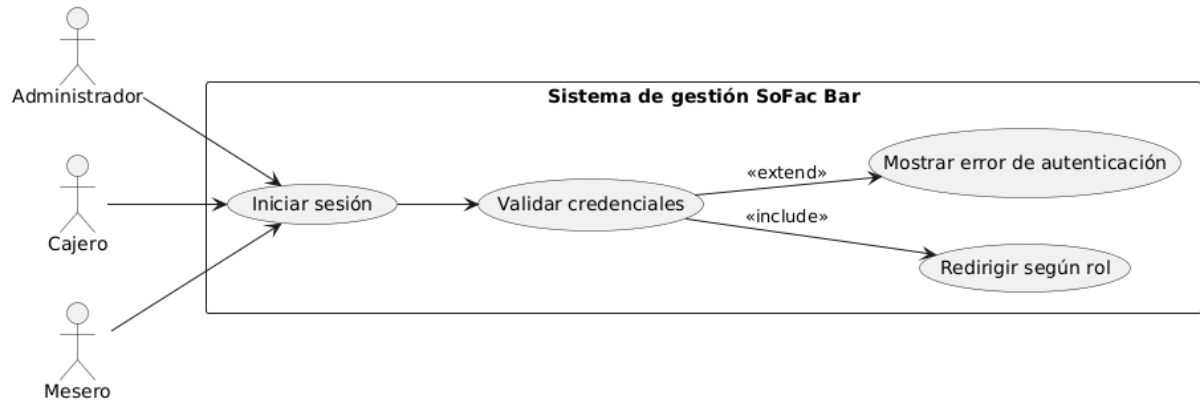 Administrador
Sistema de gestión SoFac Bar
Mostrar error de autenticación
«extend»
Iniciar sesión
Validar credenciales
«include»
Cajero
Redirigir según rol
Mesero